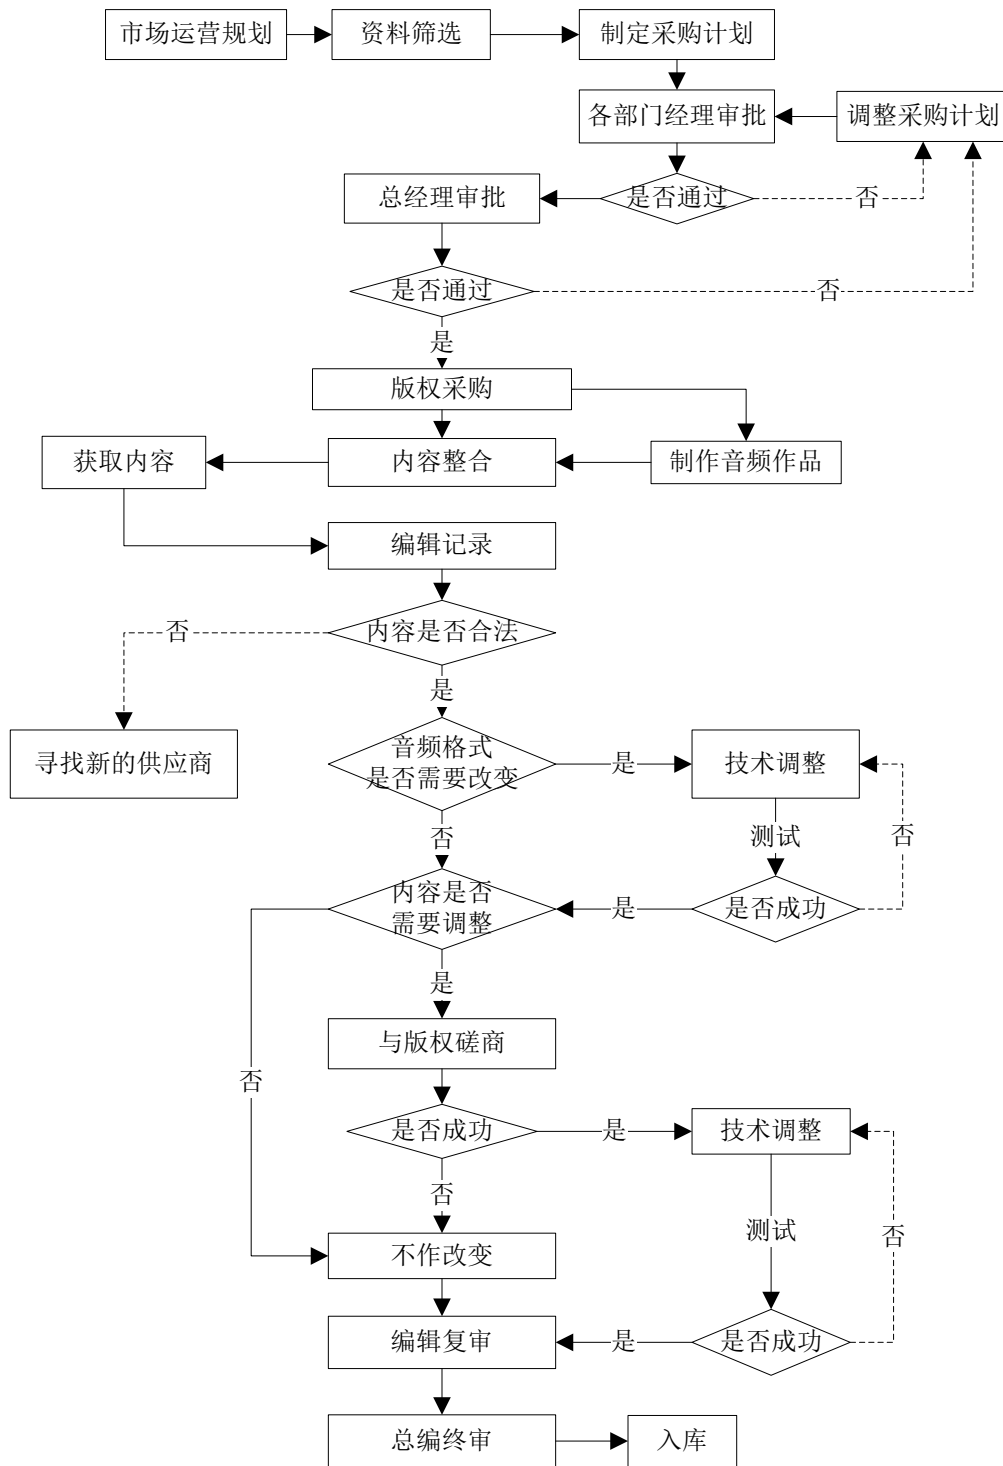 市场运营规划
资料筛选
制定采购计划
各部门经理审批
调整采购计划
总经理审批
是否通过
否
是否通过
否
是
版权采购
获取内容
内容整合
制作音频作品
编辑记录
否
内容是否合法
是
寻找新的供应商
音频格式
是否需要改变
是
技术调整
否
测试
否
内容是否
需要调整
是
是否成功
是
与版权磋商
否
是否成功
是
技术调整
否
测试
否
不作改变
编辑复审
是
是否成功
总编终审
入库